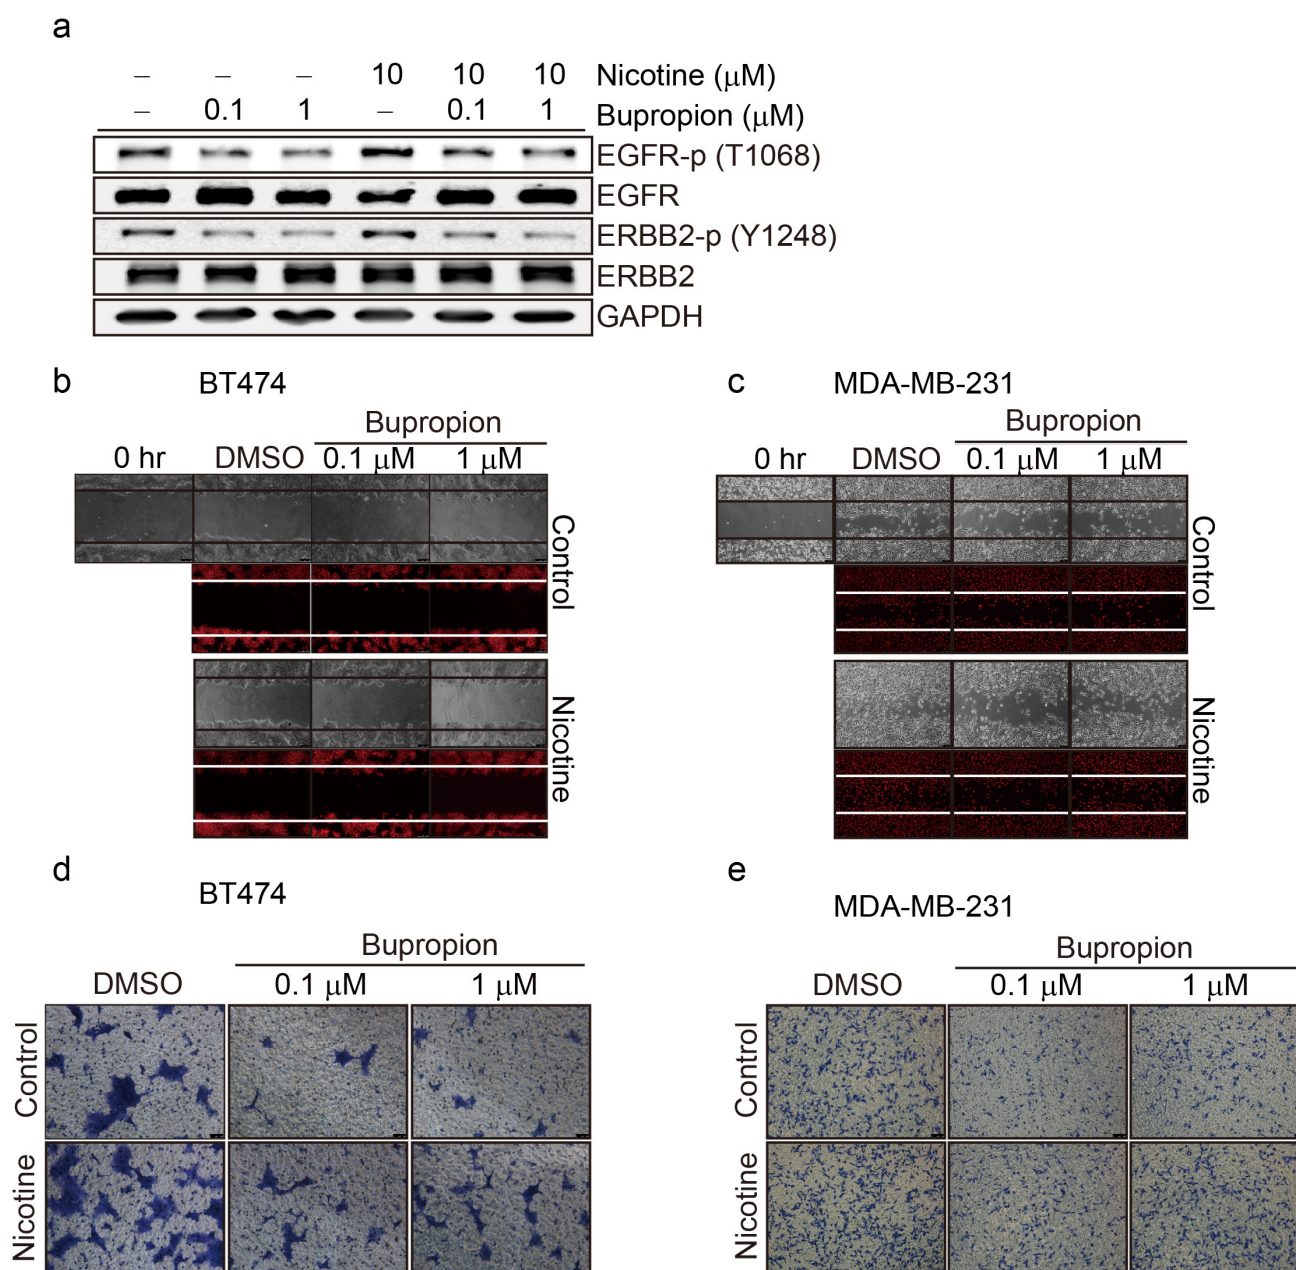 a
– – – 10 10 10 Nicotine (μM)
– 0.1 1 – 0.1 1 Bupropion (μM)
EGFR-p (T1068)
EGFR
ERBB2-p (Y1248)
ERBB2
GAPDH
b BT474
Bupropion
0 hr DMSO 0.1 μM 1 μM
Control
Nicotine
c MDA-MB-231
Bupropion
0 hr DMSO 0.1 μM 1 μM
Control
Nicotine
d
BT474
Bupropion
DMSO 0.1 μM 1 μM
Control
Nicotine
e
MDA-MB-231
Bupropion
DMSO 0.1 μM 1 μM
Control
Nicotine